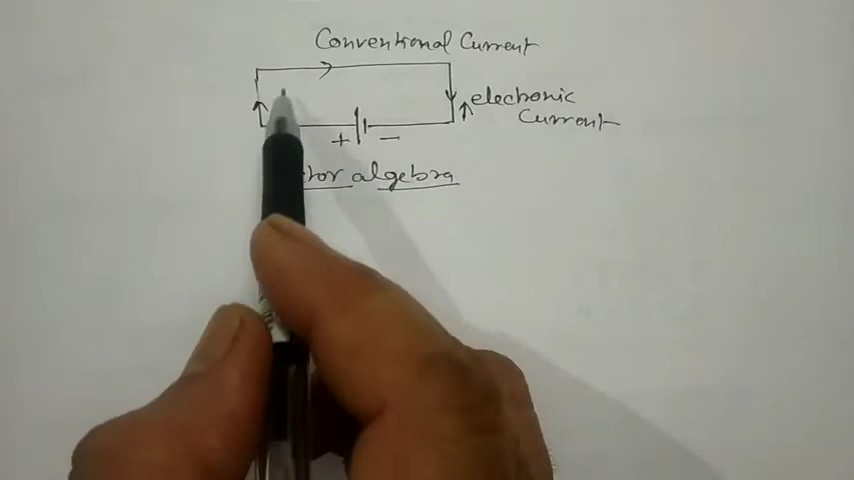 Conventional Current
electronic
Current
+ −
algebra